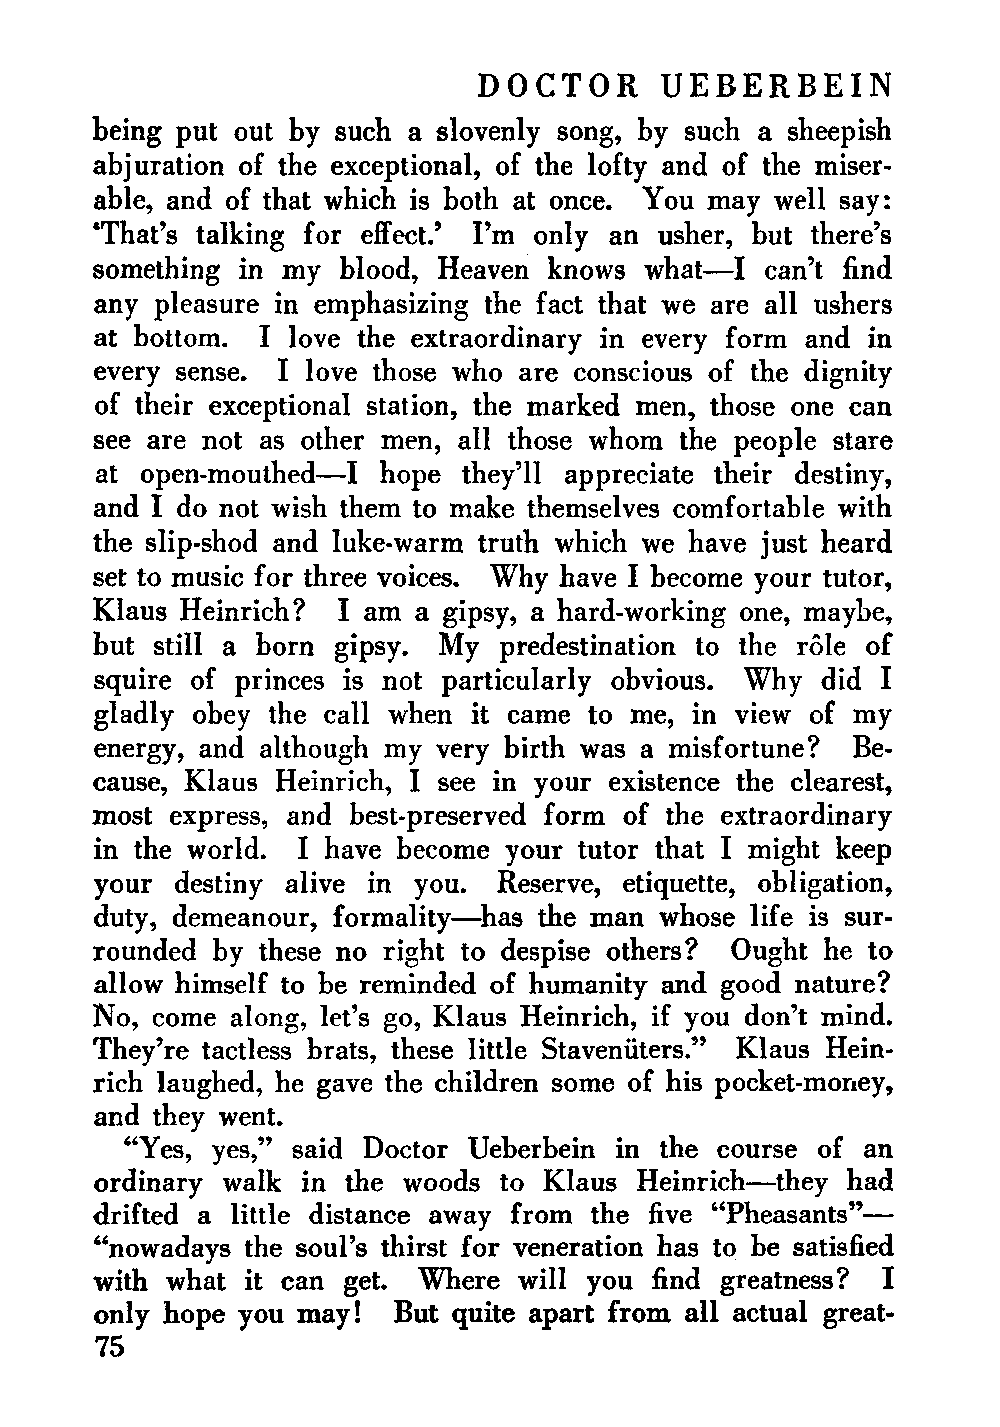 DOCTOR UEBERBEIN
being put out by such a slovenly song, by such a sheepish
abjuration of the exceptional, of the lofty and of the miser-
able, and of that which is both at once. You may well say:
‘That’s talking for effect.’ I’m only an usher, but there’s
something in my blood, Heaven knows what—I can’t find
any pleasure in emphasizing the fact that we are all ushers
at bottom. I love the extraordinary in every form and in
every sense. I love those who are conscious of the dignity
of their exceptional station, the marked men, those one can
see are not as other men, all those whom the people stare
at open-mouthed—I hope they’ll appreciate their destiny,
and I do not wish them to make themselves comfortable with
the slip-shod and luke-warm truth which we have just heard
set to music for three voices. Why have I become your tutor,
Klaus Heinrich? I am a gipsy, a hard-working one, maybe,
but still a born gipsy. My predestination to the rôle of
squire of princes is not particularly obvious. Why did I
gladly obey the call when it came to me, in view of my
energy, and although my very birth was a misfortune? Be-
cause, Klaus Heinrich, I see in your existence the clearest,
most express, and best-preserved form of the extraordinary
in the world. I have become your tutor that I might keep
your destiny alive in you. Reserve, etiquette, obligation,
duty, demeanour, formality—has the man whose life is sur-
rounded by these no right to despise others? Ought he to
allow himself to be reminded of humanity and good nature?
No, come along, let’s go, Klaus Heinrich, if you don’t mind.
They’re tactless brats, these little Stavenüters.” Klaus Hein-
rich laughed, he gave the children some of his pocket-money,
and they went.
“Yes, yes,” said Doctor Ueberbein in the course of an
ordinary walk in the woods to Klaus Heinrich—they had
drifted a little distance away from the five “Pheasants”—
“nowadays the soul’s thirst for veneration has to be satisfied
with what it can get. Where will you find greatness? I
only hope you may! But quite apart from all actual great-
75